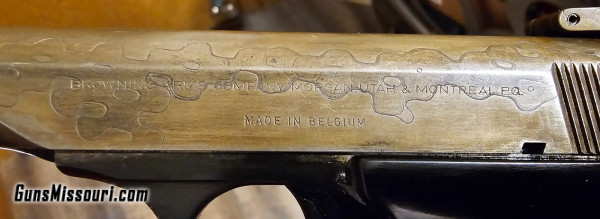 BROWNING ARMS COMPANY MORGAN UTAH & MONTREAL P.Q.
MADE IN BELGIUM
GunsMissouri.com